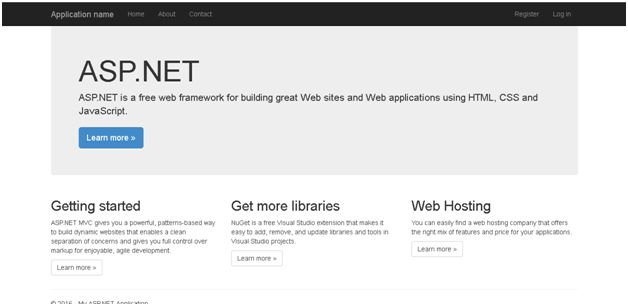 Application name Home About Contact Register Log in
ASP.NET
ASP.NET is a free web framework for building great Web sites and Web applications using HTML, CSS and
JavaScript.
Learn more »
Getting started
ASP.NET MVC gives you a powerful, patterns-based way
to build dynamic websites that enables a clean
separation of concerns and gives you full control over
markup for enjoyable, agile development.
Learn more »
Get more libraries
NuGet is a free Visual Studio extension that makes it
easy to add, remove, and update libraries and tools in
Visual Studio projects.
Learn more »
Web Hosting
You can easily find a web hosting company that offers
the right mix of features and price for your applications.
Learn more »
© 2016 - My ASP.NET Application